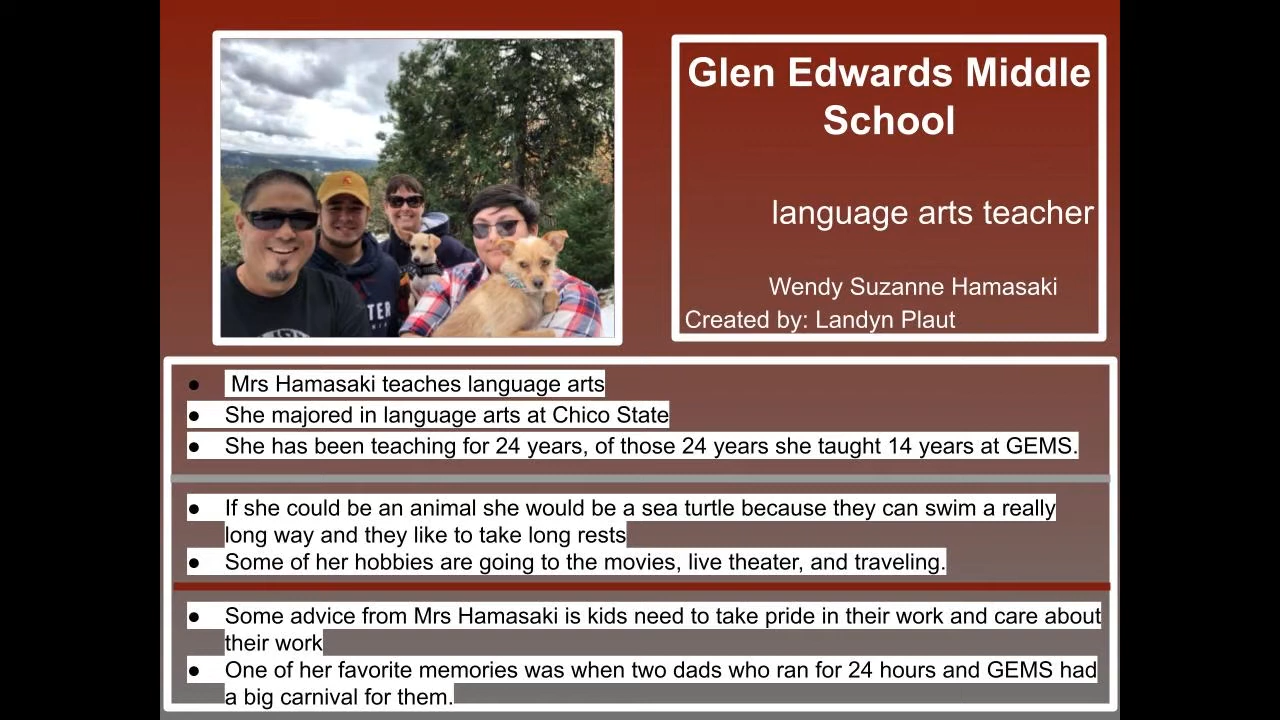 Glen Edwards Middle
School
language arts teacher
Wendy Suzanne Hamasaki
Created by: Landyn Plaut
● Mrs Hamasaki teaches language arts
● She majored in language arts at Chico State
● She has been teaching for 24 years, of those 24 years she taught 14 years at GEMS.
● If she could be an animal she would be a sea turtle because they can swim a really
long way and they like to take long rests
● Some of her hobbies are going to the movies, live theater, and traveling.
● Some advice from Mrs Hamasaki is kids need to take pride in their work and care about
their work
● One of her favorite memories was when two dads who ran for 24 hours and GEMS had
a big carnival for them.